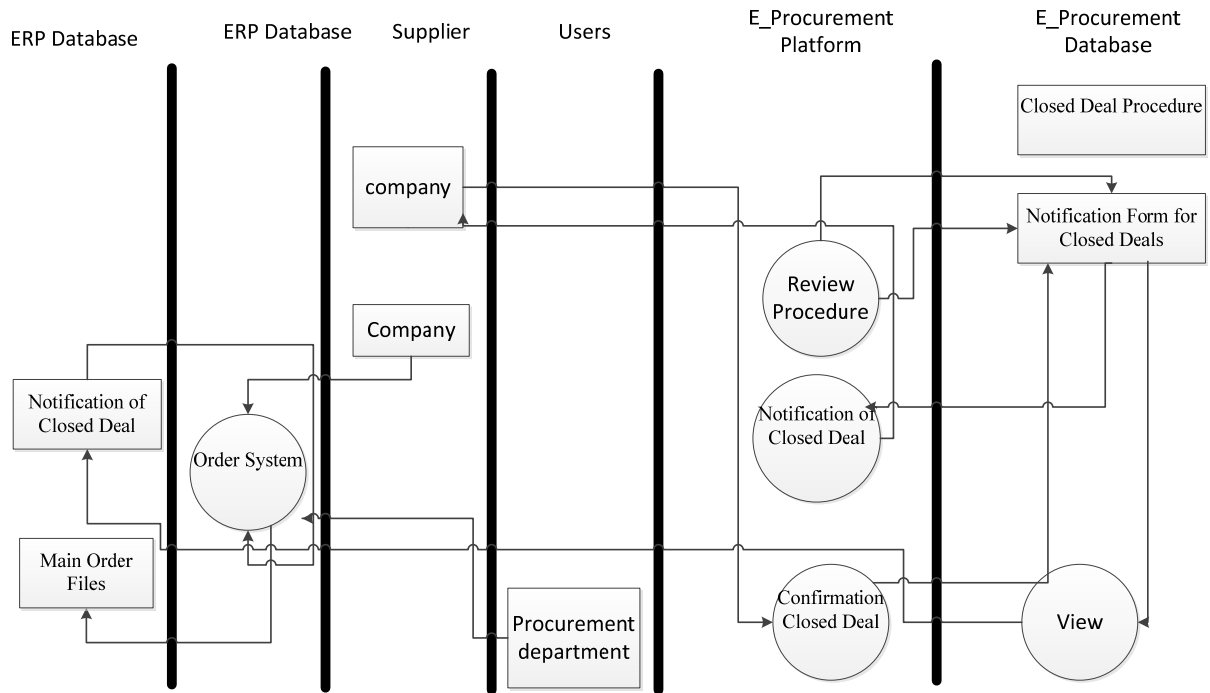 ERP Database
ERP Database
Supplier
Users
E_Procurement
Platform
E_Procurement
Database
Closed Deal Procedure
company
Notification Form for
Closed Deals
Review
Procedure
Company
Notification of
Closed Deal
Notification of
Closed Deal
Order System
Main Order
Files
Confirmation
Closed Deal
View
Procurement
department